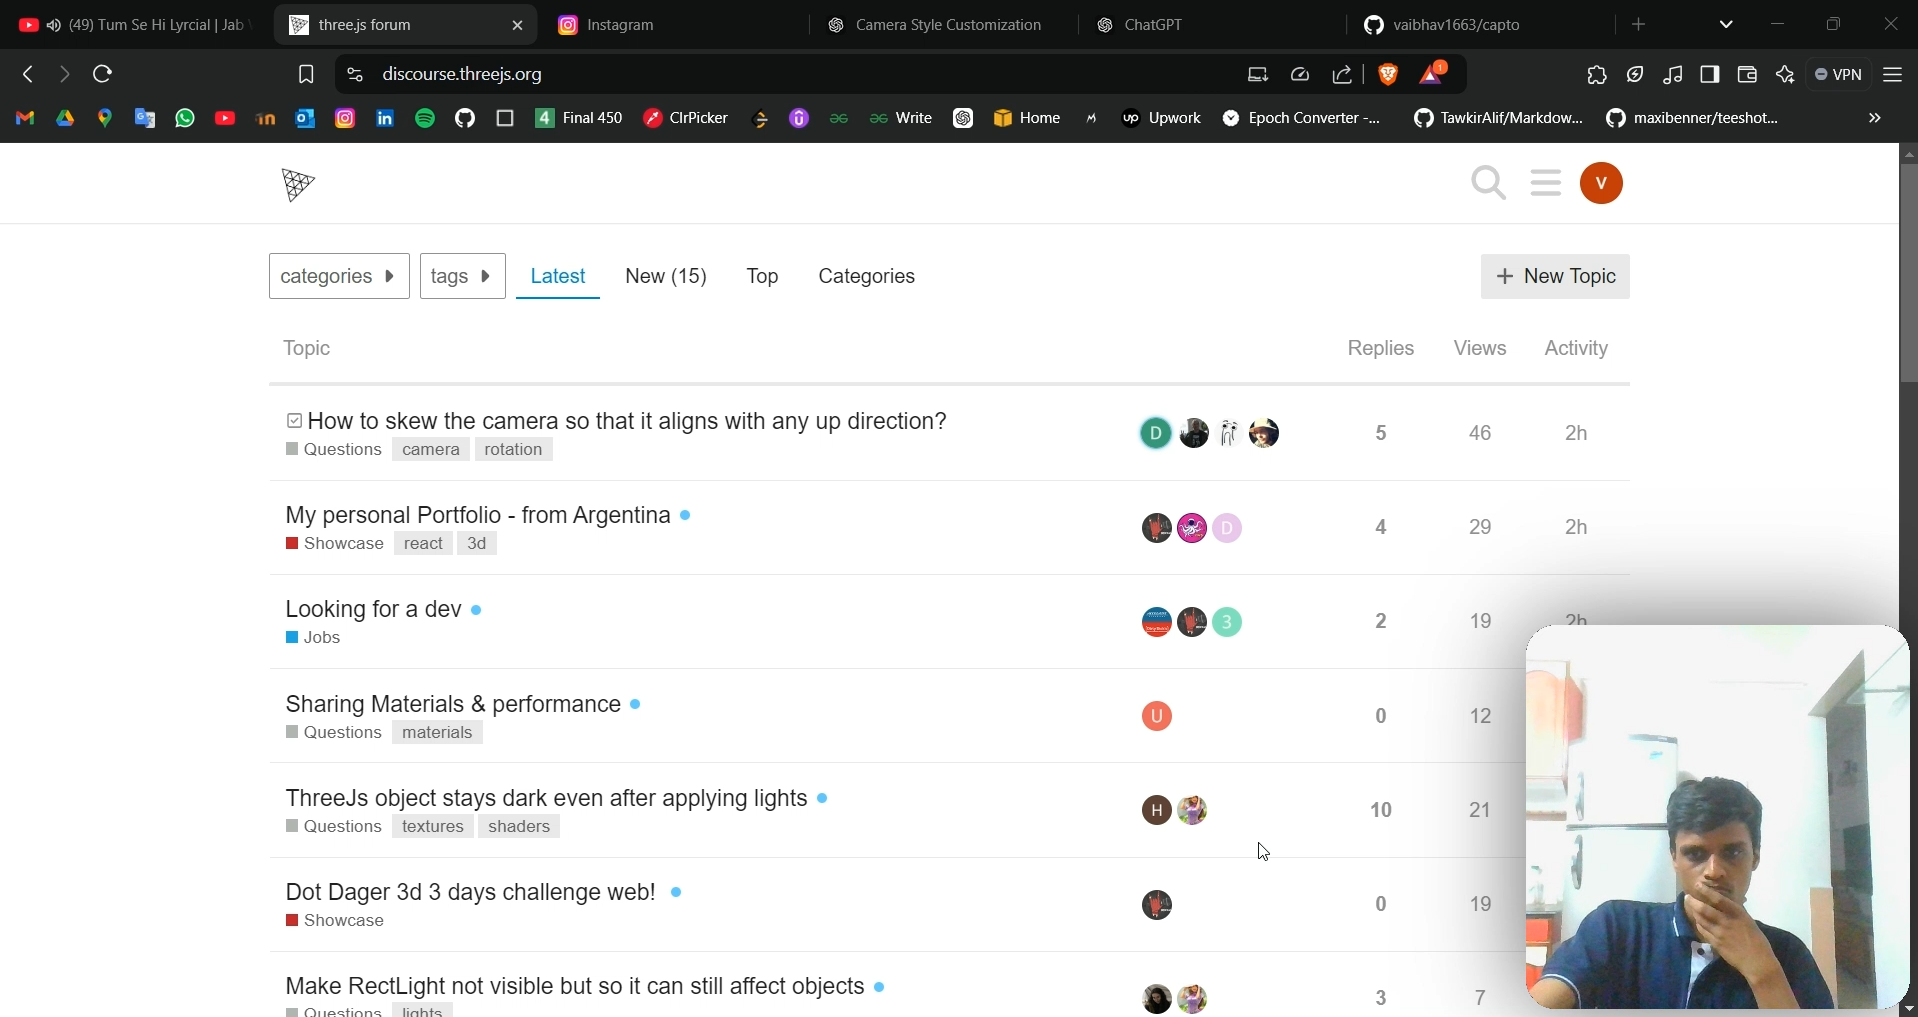 (49) Tum Se Hi Lyrcial | Jab
three.js forum
Instagram
Camera Style Customization
ChatGPT
vaibhav1663/capto
discourse.threejs.org
1
VPN
4 Final 450
ClrPicker
Write
Home
up Upwork
Epoch Converter -...
TawkirAlif/Markdow...
maxibenner/teeshot...
V
categories
tags
Latest
New (15)
Top
Categories
+ New Topic
Topic
Replies
Views
Activity
How to skew the camera so that it aligns with any up direction?
Questions camera rotation
D
5
46
2h
My personal Portfolio - from Argentina
Showcase react 3d
D
4
29
2h
Looking for a dev
Jobs
3
2
19
2h
Sharing Materials & performance
Questions materials
U
0
12
ThreeJs object stays dark even after applying lights
Questions textures shaders
H
10
21
Dot Dager 3d 3 days challenge web!
Showcase
0
19
Make RectLight not visible but so it can still affect objects
Questions lights
3
7